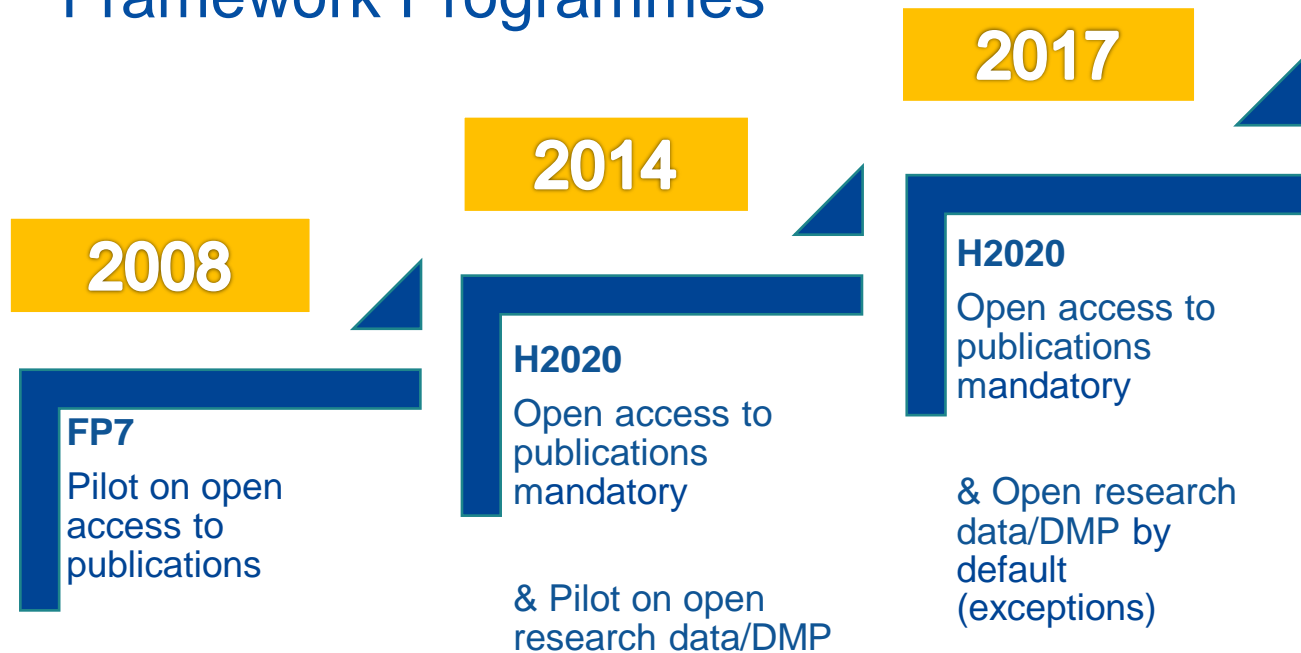 Framework Programmes
2008
FP7
Pilot on open
access to
publications
2014
H2020
Open access to
publications
mandatory
& Pilot on open
research data/DMP
2017
H2020
Open access to
publications
mandatory
& Open research
data/DMP by
default
(exceptions)